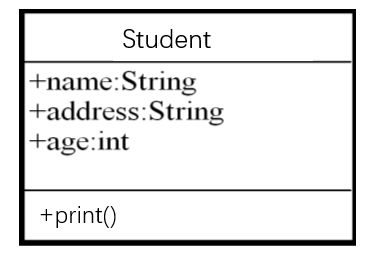 Student
+name:String
+address:String
+age:int
+print()